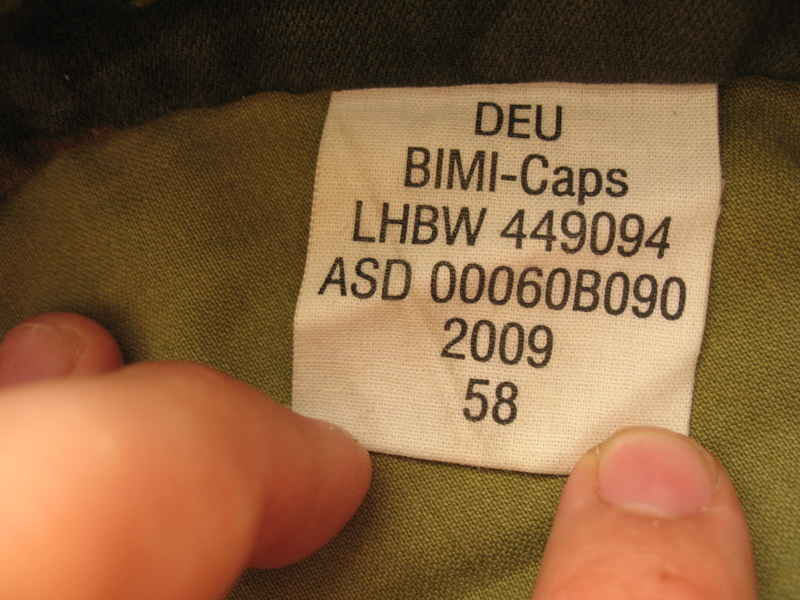 DEU
BIMI-Caps
LHBW 449094
ASD 00060B090
2009
58